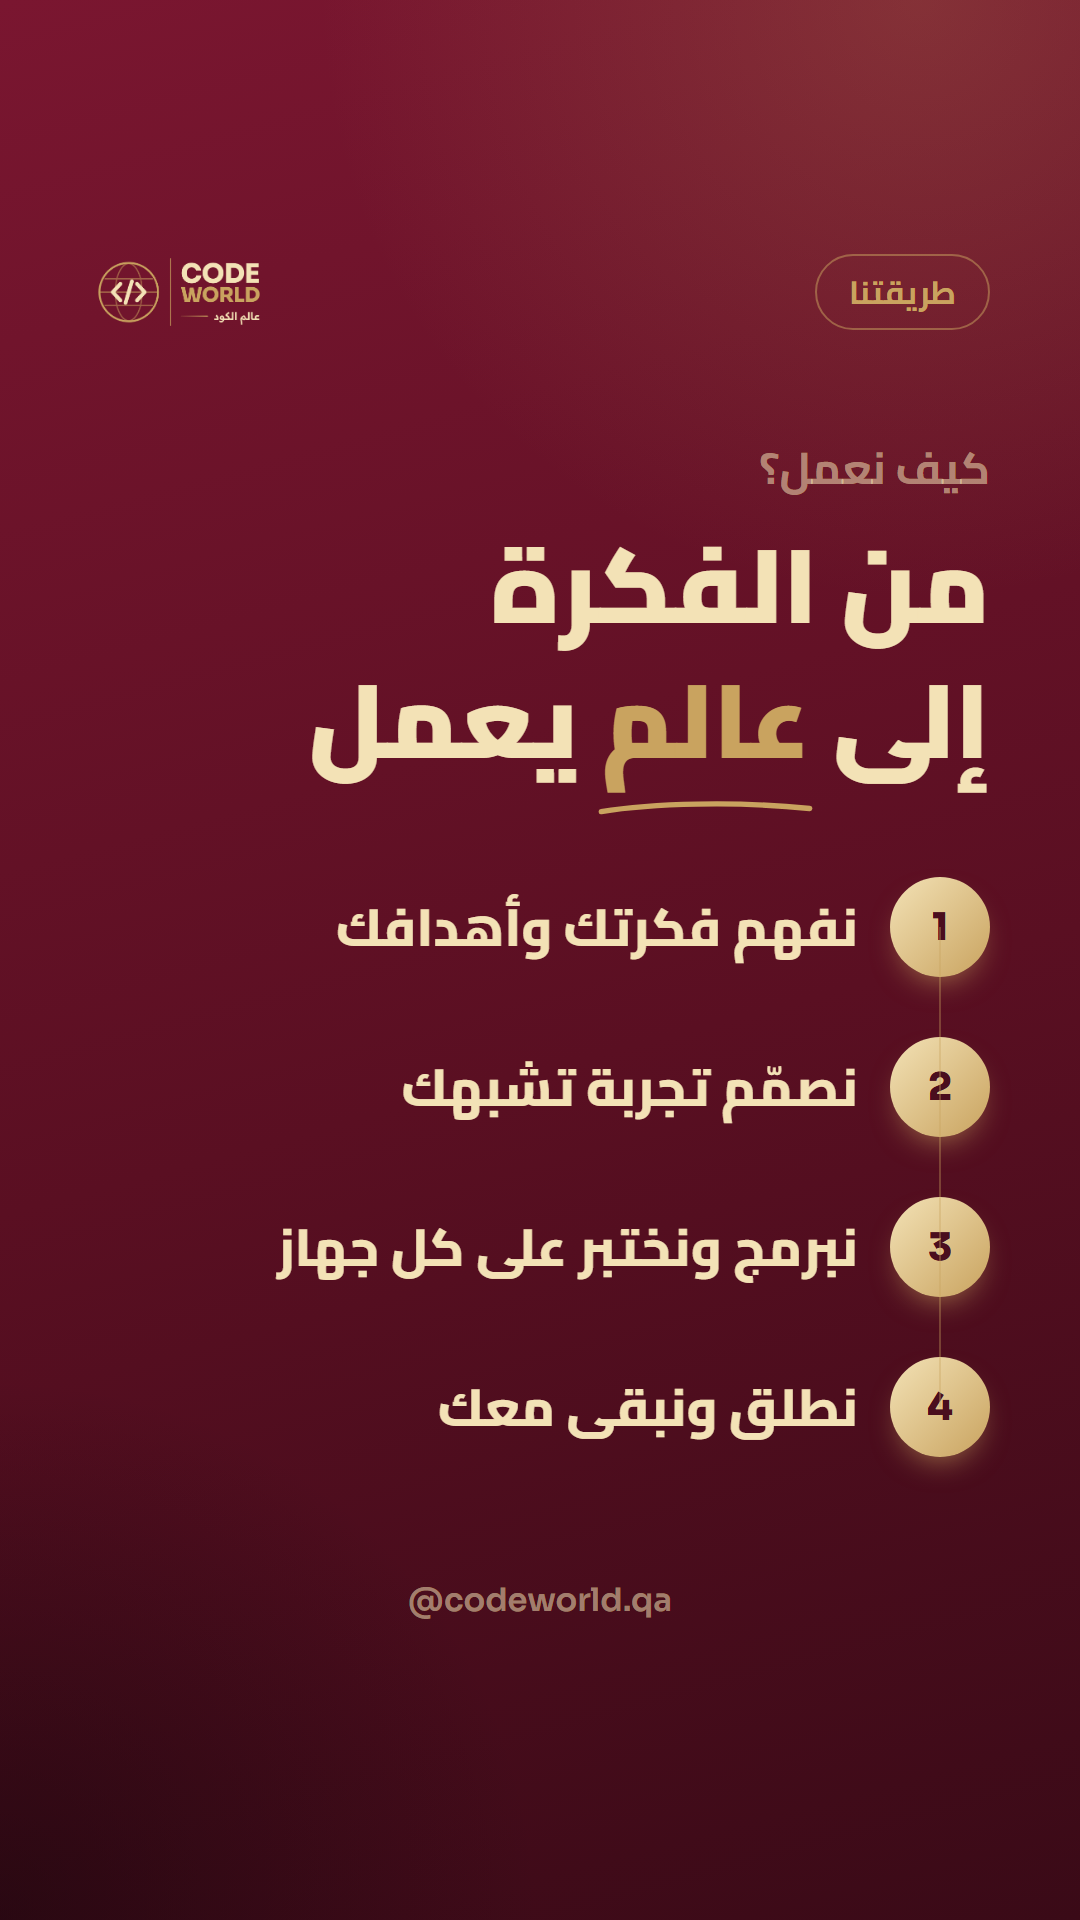 طريقتنا
CODE
WORLD
عالم الكود
كيف نعمل؟
من الفكرة
إلى عالم يعمل
1 نفهم فكرتك وأهدافك
2 نصمّم تجربة تشبهك
3 نبرمج ونختبر على كل جهاز
4 نطلق ونبقى معك
@codeworld.qa